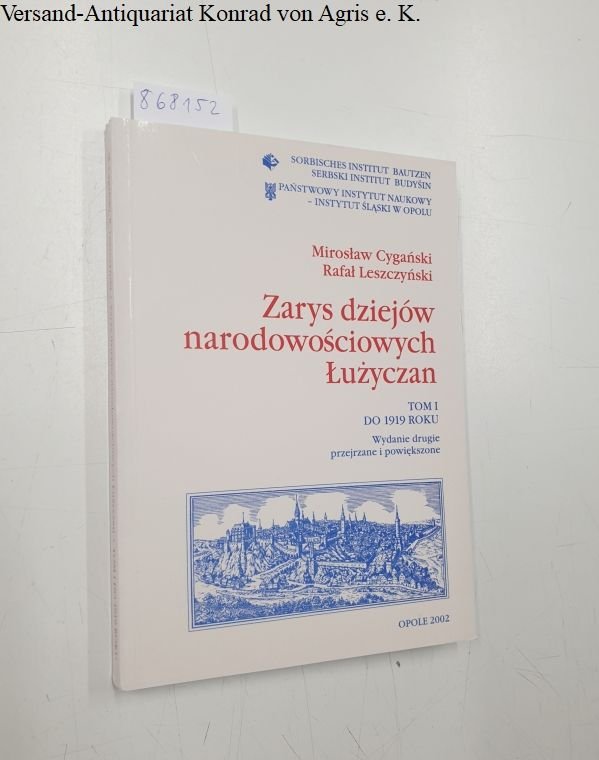 Versand-Antiquariat Konrad von Agris e. K.
868152
SORBISCHES INSTITUT BAUTZEN
SERBSKI INSTITUT BUDYŠIN
PAŃSTWOWY INSTYTUT NAUKOWY
– INSTYTUT ŚLĄSKI W OPOLU
Mirosław Cygański
Rafał Leszczyński
Zarys dziejów
narodowościowych
Łużyczan
TOM I
DO 1919 ROKU
Wydanie drugie
przejrzane i powiększone
OPOLE 2002